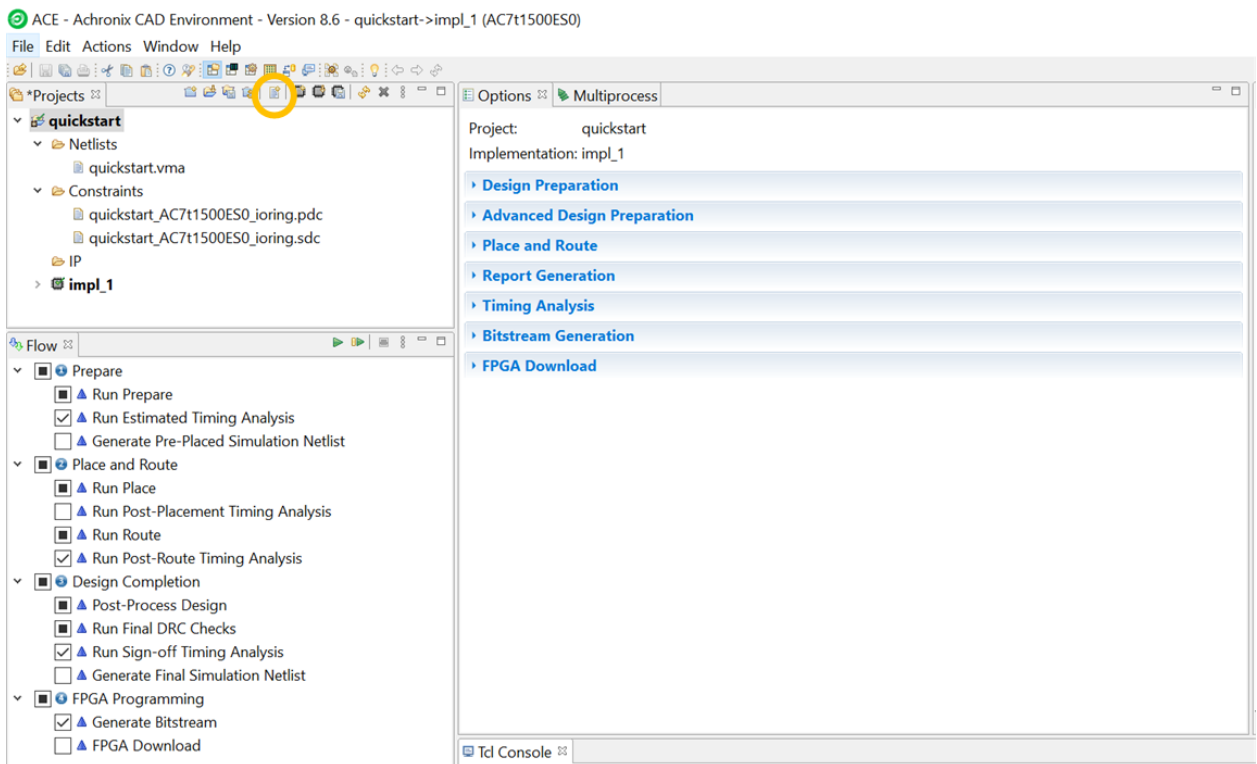 ACE - Achronix CAD Environment - Version 8.6 - quickstart->impl_1 (AC7t1500ES0)
File Edit Actions Window Help
*Projects
quickstart
Netlists
quickstart.vma
Constraints
quickstart_AC7t1500ES0_ioring.pdc
quickstart_AC7t1500ES0_ioring.sdc
IP
impl_1
Flow
1 Prepare
Run Prepare
Run Estimated Timing Analysis
Generate Pre-Placed Simulation Netlist
2 Place and Route
Run Place
Run Post-Placement Timing Analysis
Run Route
Run Post-Route Timing Analysis
3 Design Completion
Post-Process Design
Run Final DRC Checks
Run Sign-off Timing Analysis
Generate Final Simulation Netlist
4 FPGA Programming
Generate Bitstream
FPGA Download
Options Multiprocess
Project: quickstart
Implementation: impl_1
Design Preparation
Advanced Design Preparation
Place and Route
Report Generation
Timing Analysis
Bitstream Generation
FPGA Download
Tcl Console